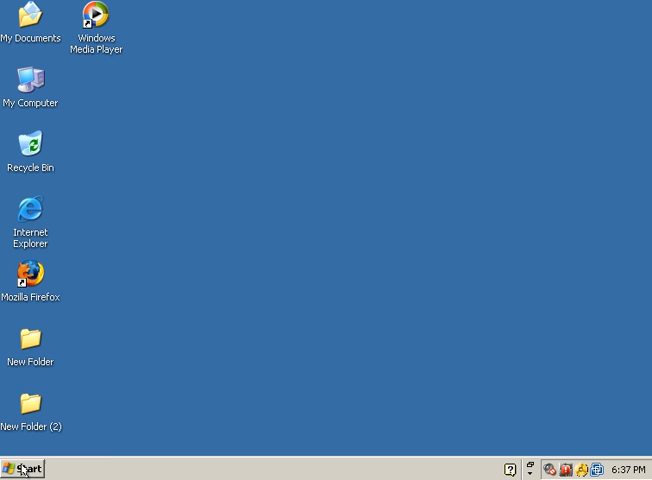 My Documents
Windows
Media Player
My Computer
Recycle Bin
Internet
Explorer
Mozilla Firefox
New Folder
New Folder (2)
Start
6:37 PM